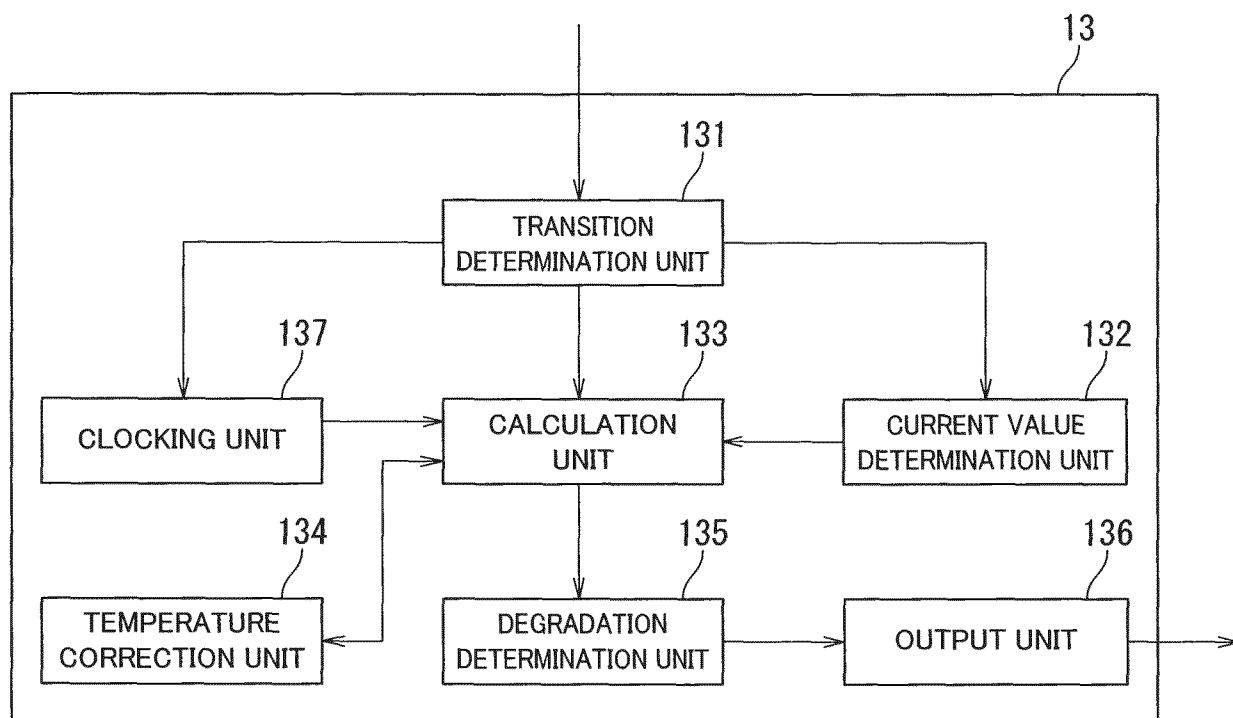 13
131
TRANSITION
DETERMINATION UNIT
137
133
132
CLOCKING UNIT
CALCULATION
UNIT
CURRENT VALUE
DETERMINATION UNIT
134
135
136
TEMPERATURE
CORRECTION UNIT
DEGRADATION
DETERMINATION UNIT
OUTPUT UNIT